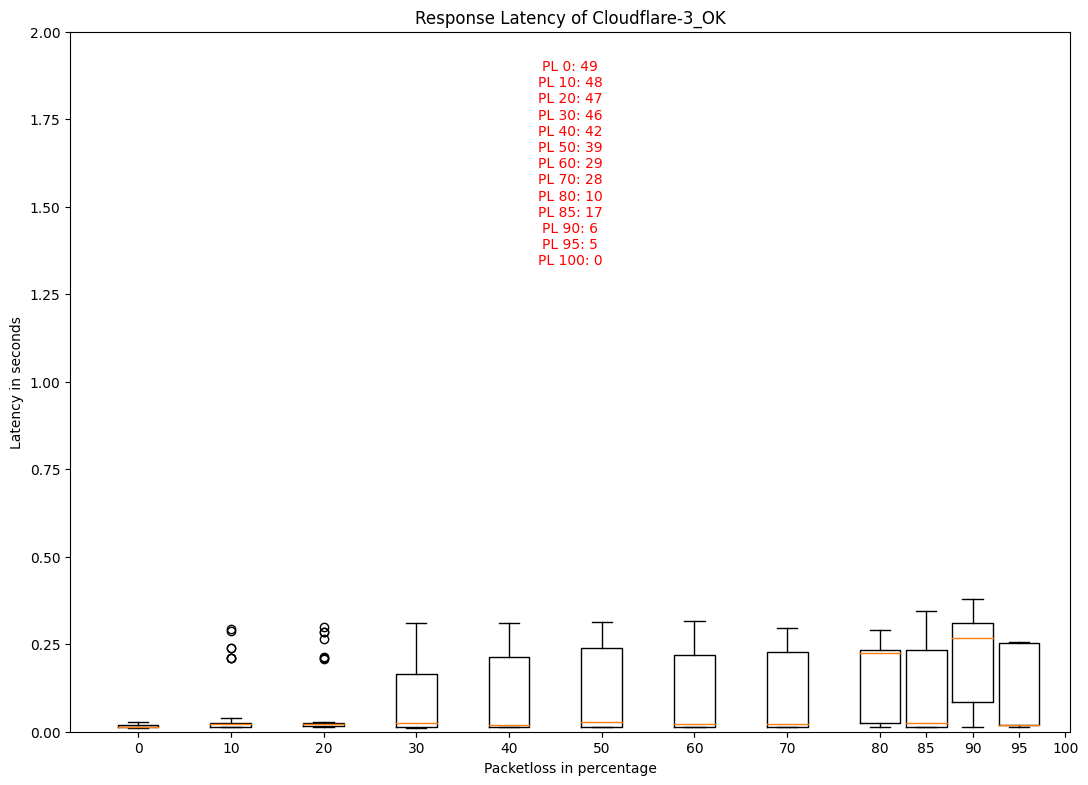 Response Latency of Cloudflare-3_OK
2.00
1.75
1.50
1.25
1.00
0.75
0.50
0.25
0.00
Latency in seconds
PL 0: 49
PL 10: 48
PL 20: 47
PL 30: 46
PL 40: 42
PL 50: 39
PL 60: 29
PL 70: 28
PL 80: 10
PL 85: 17
PL 90: 6
PL 95: 5
PL 100: 0
0 10 20 30 40 50 60 70 80 85 90 95 100
Packetloss in percentage